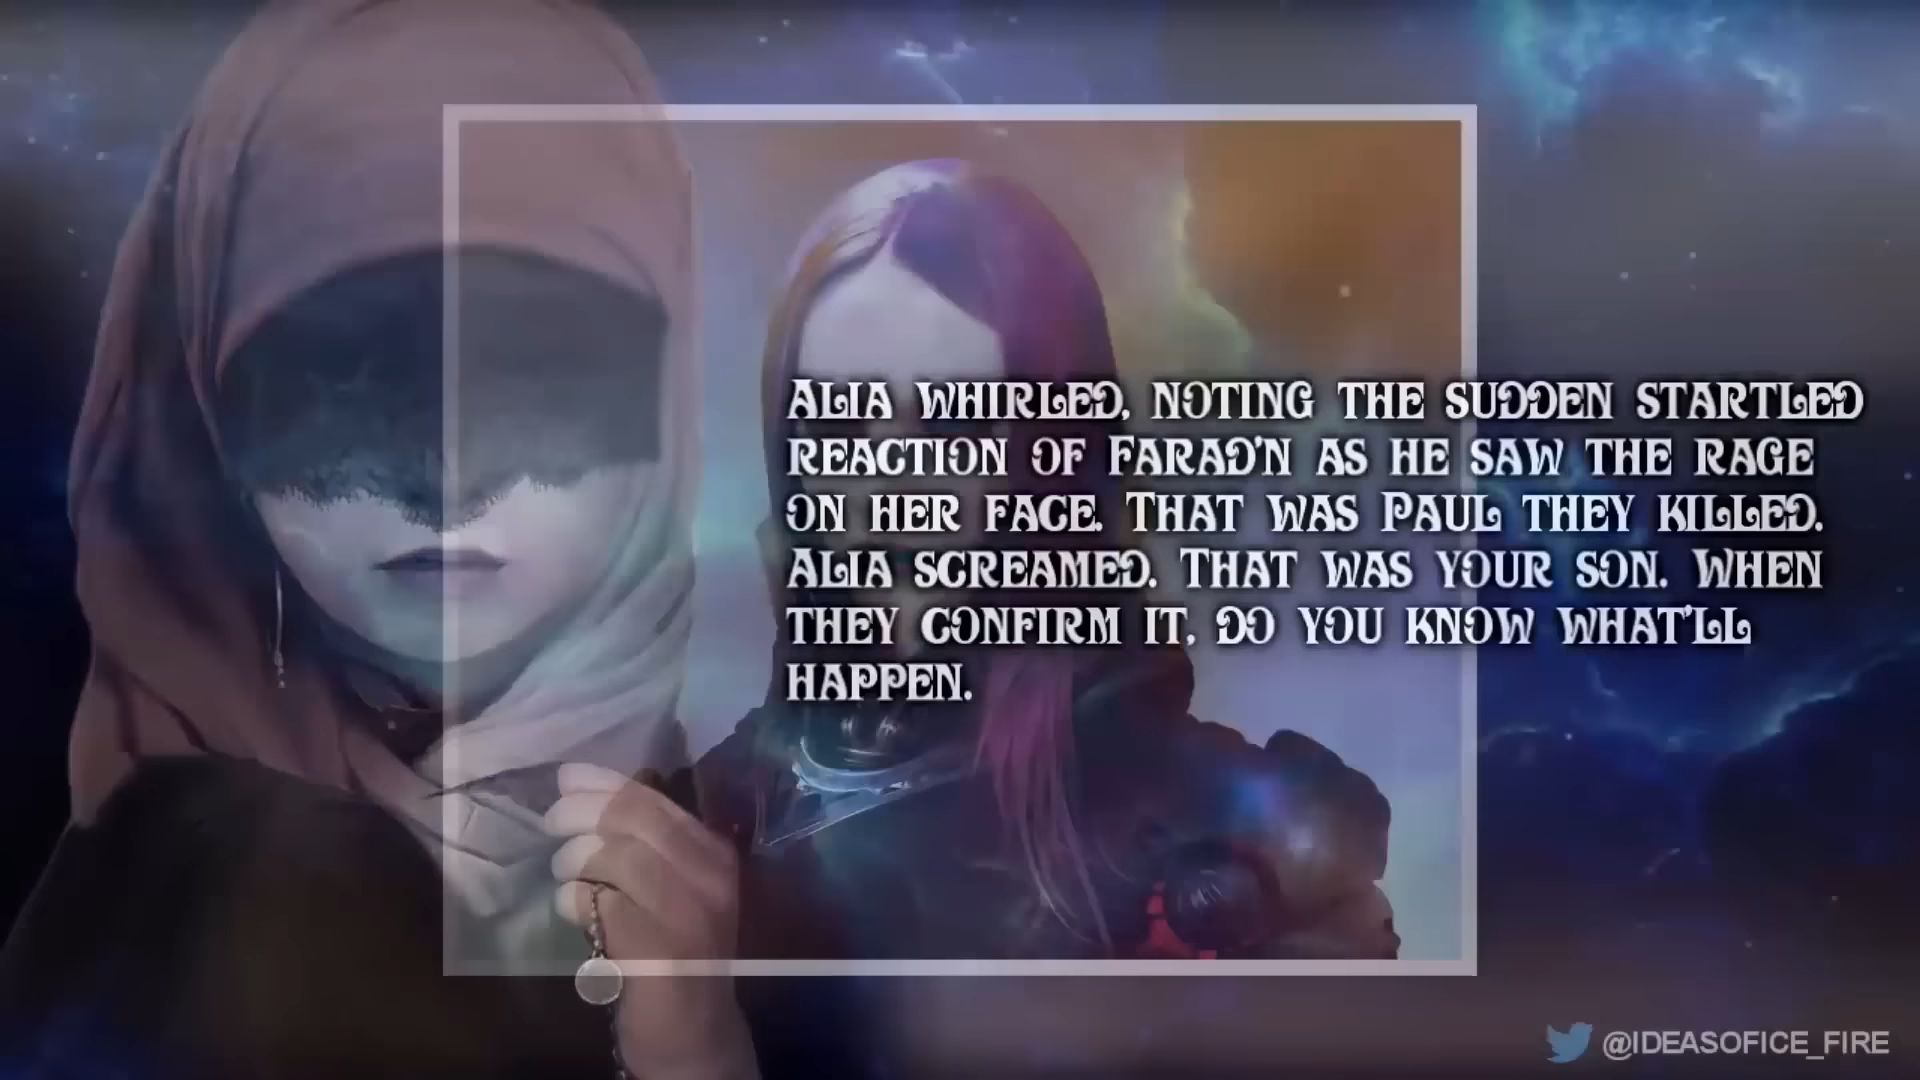 Alia whirled, noting the sudden startled
reaction of Farad'n as he saw the rage
on her face. That was Paul they killed.
Alia screamed. That was your son. When
they confirm it, do you know what'll
happen.
@IDEASOFICE_FIRE